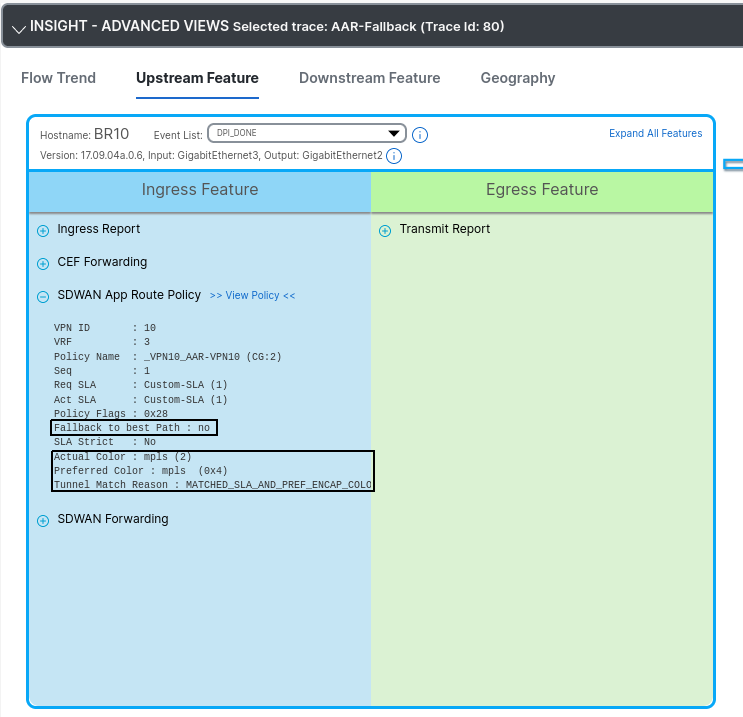 INSIGHT - ADVANCED VIEWS Selected trace: AAR-Fallback (Trace Id: 80)
Flow Trend Upstream Feature Downstream Feature Geography
Hostname: BR10 Event List: DPI_DONE Expand All Features
Version: 17.09.04a.0.6, Input: GigabitEthernet3, Output: GigabitEthernet2
Ingress Feature Egress Feature
Ingress Report Transmit Report
CEF Forwarding
SDWAN App Route Policy >> View Policy <<
VPN ID : 10
VRF : 3
Policy Name : _VPN10_AAR-VPN10 (CG:2)
Seq : 1
Req SLA : Custom-SLA (1)
Act SLA : Custom-SLA (1)
Policy Flags : 0x28
Fallback to best Path : no
SLA Strict : No
Actual Color : mpls (2)
Preferred Color : mpls (0x4)
Tunnel Match Reason : MATCHED_SLA_AND_PREF_ENCAP_COLO
SDWAN Forwarding